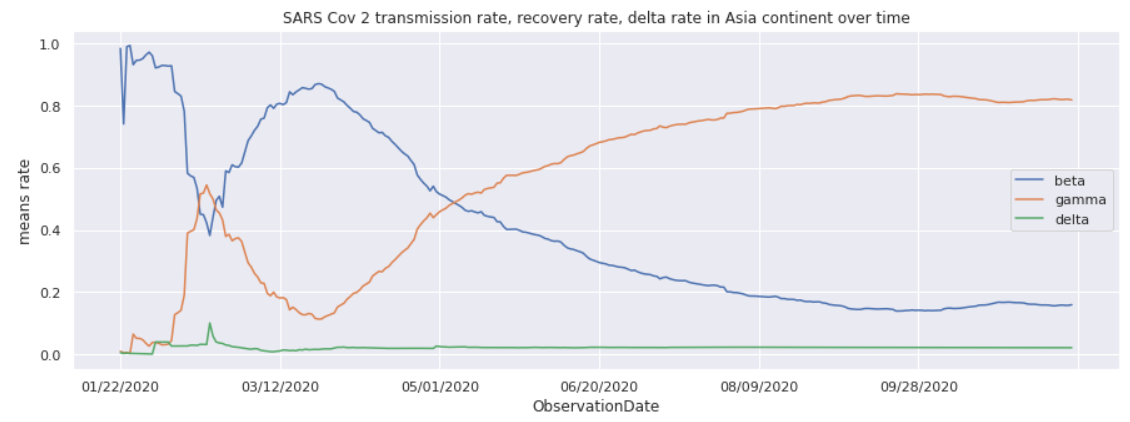 SARS Cov 2 transmission rate, recovery rate, delta rate in Asia continent over time
means rate
1.0
0.8
0.6
0.4
0.2
0.0
beta
gamma
delta
01/22/2020 03/12/2020 05/01/2020 06/20/2020 08/09/2020 09/28/2020
ObservationDate